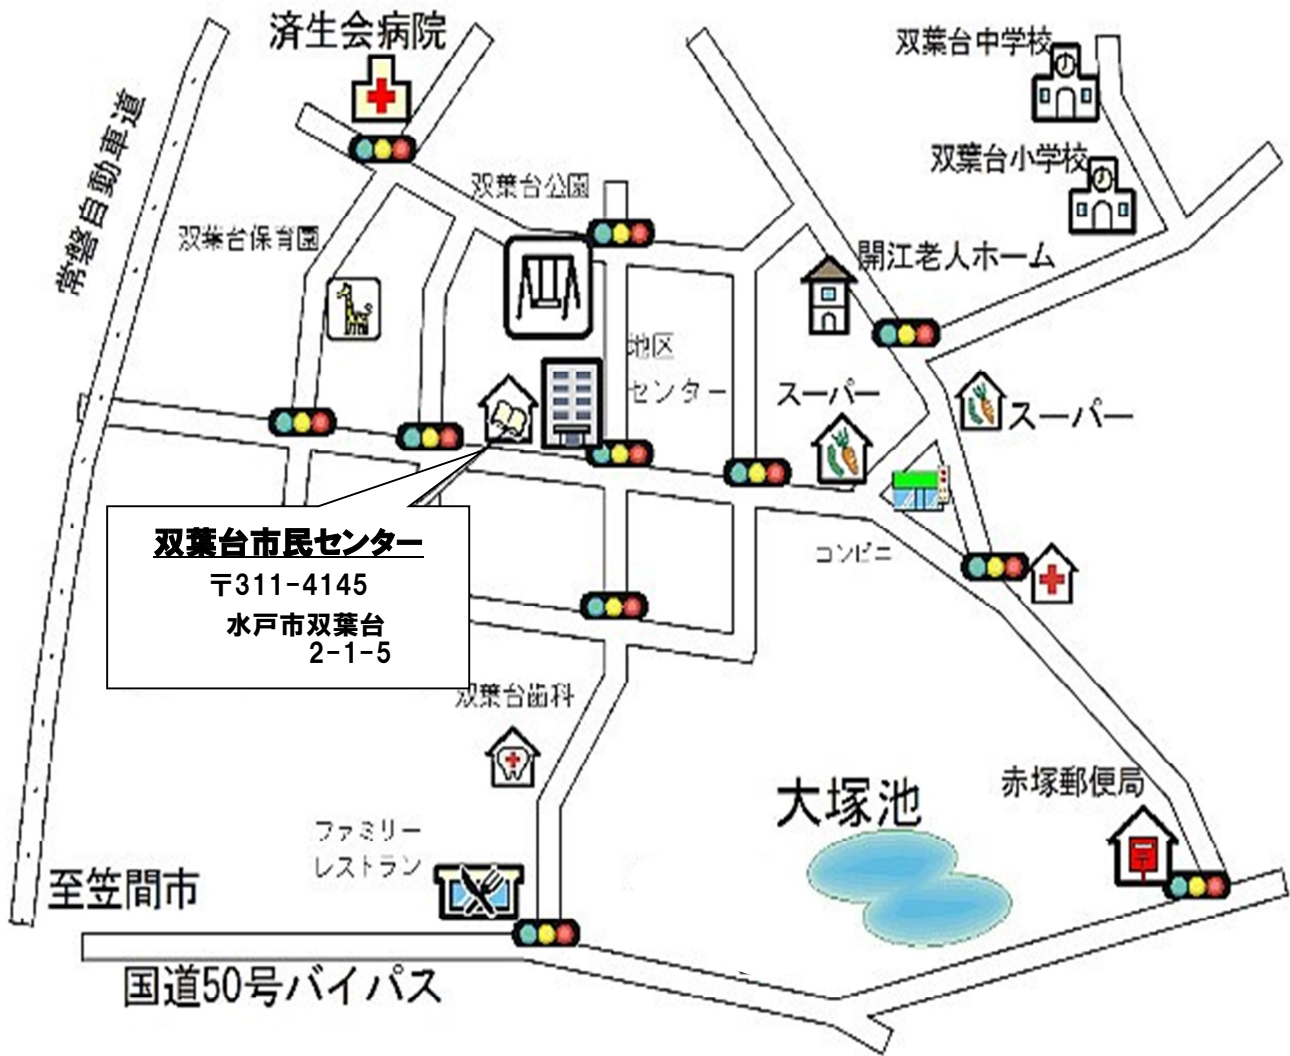 済生会病院
双葉台中学校
常磐自動車道
双葉台小学校
双葉台公園
双葉台保育園
開江老人ホーム
地区
センター
スーパー
スーパー
双葉台市民センター
〒311-4145
水戸市双葉台
2-1-5
コンビニ
双葉台歯科
大塚池
赤塚郵便局
ファミリー
レストラン
至笠間市
国道50号バイパス